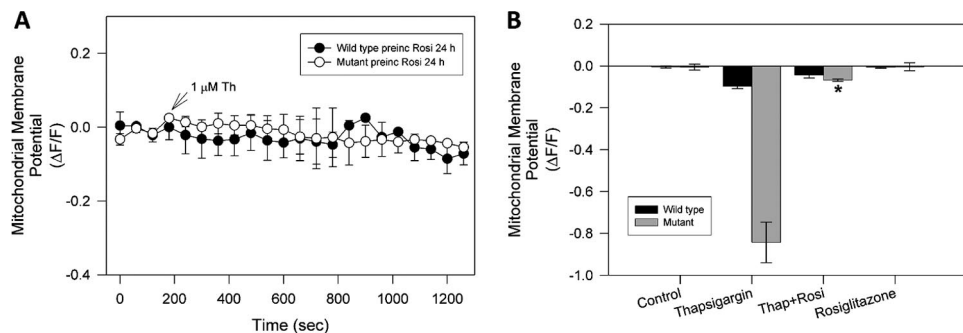 A
Mitochondrial Membrane
Potential
(ΔF/F)
0.2
0.0
-0.2
-0.4
Wild type preinc Rosi 24 h
Mutant preinc Rosi 24 h
1 μM Th
0 200 400 600 800 1000 1200
Time (sec)
B
Mitochondrial Membrane
Potential
(ΔF/F)
0.2
0.0
-0.2
-0.4
-0.6
-0.8
-1.0
Wild type
Mutant
*
Control
Thapsigargin
Thap+Rosi
Rosiglitazone